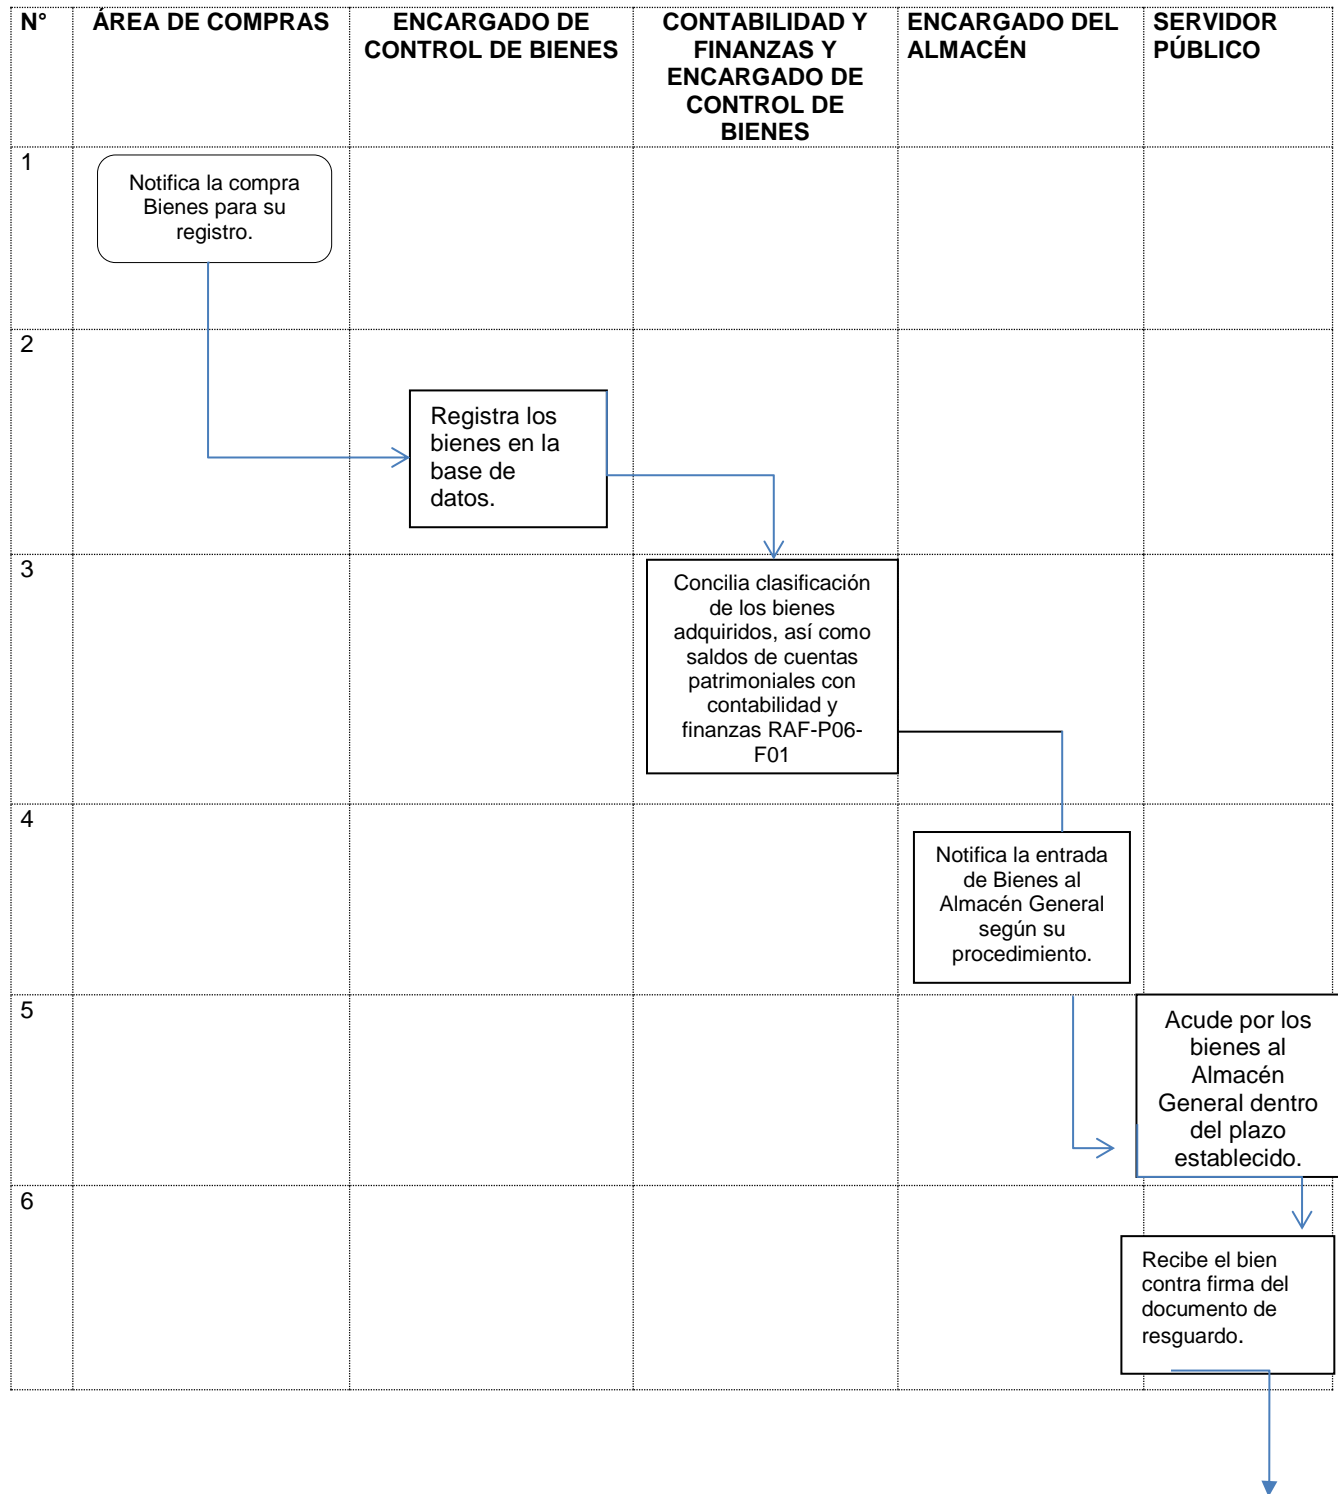 N°
ÁREA DE COMPRAS
ENCARGADO DE
CONTROL DE BIENES
CONTABILIDAD Y
FINANZAS Y
ENCARGADO DE
CONTROL DE
BIENES
ENCARGADO DEL
ALMACÉN
SERVIDOR
PÚBLICO
1
Notifica la compra
Bienes para su
registro.
2
Registra los
bienes en la
base de
datos.
3
Concilia clasificación
de los bienes
adquiridos, así como
saldos de cuentas
patrimoniales con
contabilidad y
finanzas RAF-P06-
F01
4
Notifica la entrada
de Bienes al
Almacén General
según su
procedimiento.
5
Acude por los
bienes al
Almacén
General dentro
del plazo
establecido.
6
Recibe el bien
contra firma del
documento de
resguardo.